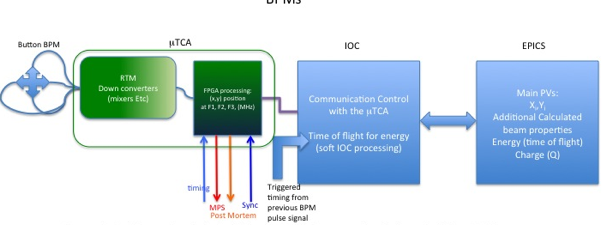 BPMs
Button BPM
μTCA
IOC
EPICS
RTM
Down converters
(mixers Etc)
FPGA processing:
(x,y) position
at F1, F2, F3, (MHz)
Communication Control
with the μTCA
Time of flight for energy
(soft IOC processing)
Main PVs:
Xi,Yi
Additional Calculated
beam properties
Energy (time of flight)
Charge (Q)
timing
MPS
Post Mortem
Sync
Triggered
timing from
previous BPM
pulse signal